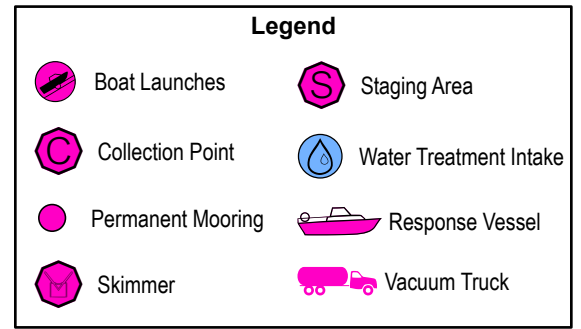 Legend
Boat Launches
S
Staging Area
C
Collection Point
Water Treatment Intake
Permanent Mooring
Response Vessel
Skimmer
Vacuum Truck